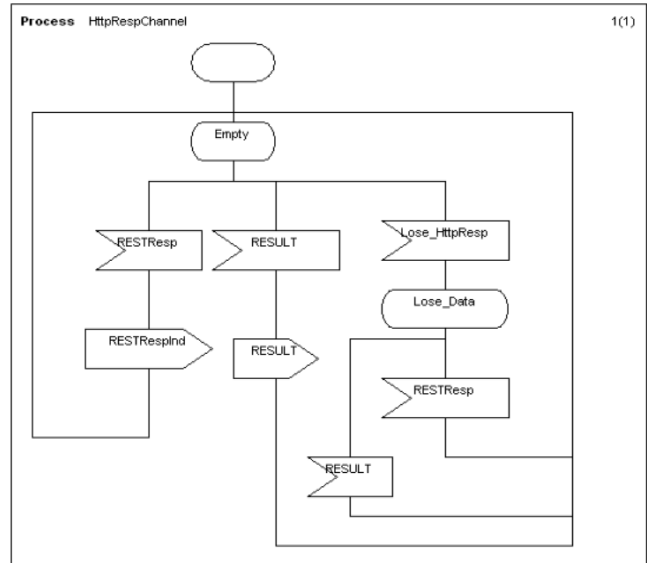 Process HttpRespChannel 1(1)
Empty
RESTResp RESULT Lose_HttpResp
Lose_Data
RESTRespInd RESULT
RESTResp
RESULT